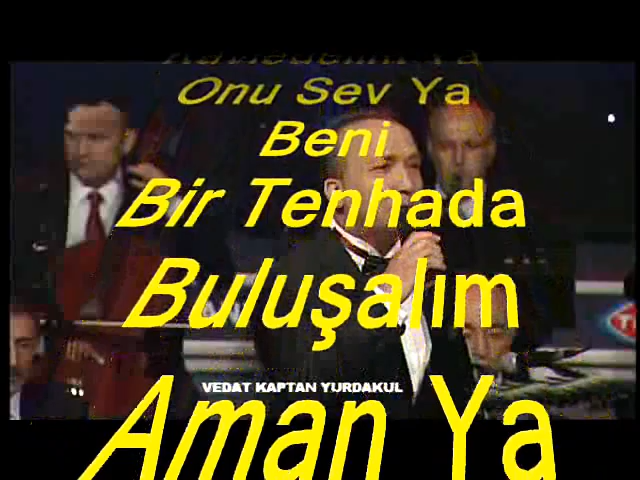 Onu Sev Ya
Beni
Bir Tenhada
Buluşalım
VEDAT KAPTAN YURDAKUL
Aman Ya